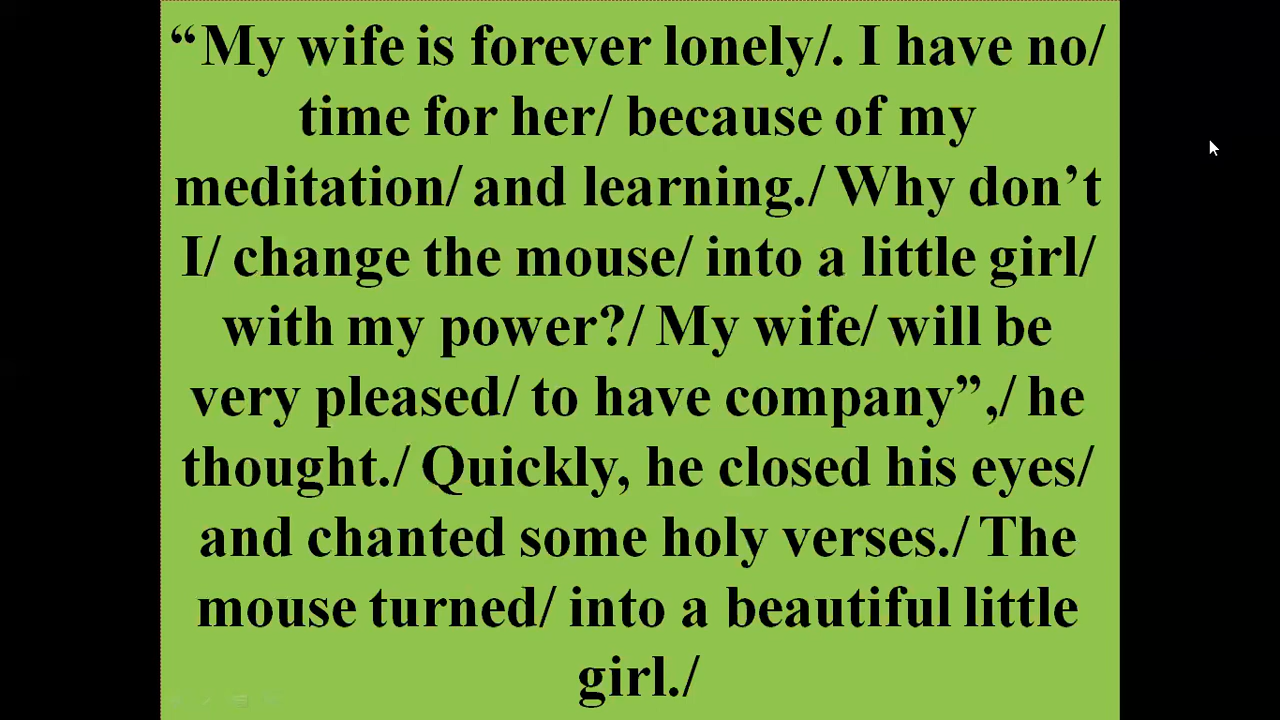 “My wife is forever lonely/. I have no/
time for her/ because of my
meditation/ and learning./ Why don’t
I/ change the mouse/ into a little girl/
with my power?/ My wife/ will be
very pleased/ to have company”,/ he
thought./ Quickly, he closed his eyes/
and chanted some holy verses./ The
mouse turned/ into a beautiful little
girl./